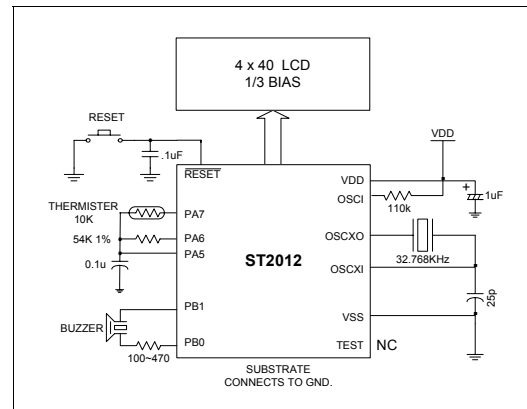 4 x 40 LCD
1/3 BIAS
RESET
VDD
.1uF
RESET
VDD
OSCI
110k
+
1uF
THERMISTER
10K
PA7
54K 1%
PA6
PA5
0.1u
ST2012
OSCXO
32.768KHz
OSCXI
25p
PB1
VSS
BUZZER
PB0
100~470
TEST
NC
SUBSTRATE
CONNECTS TO GND.